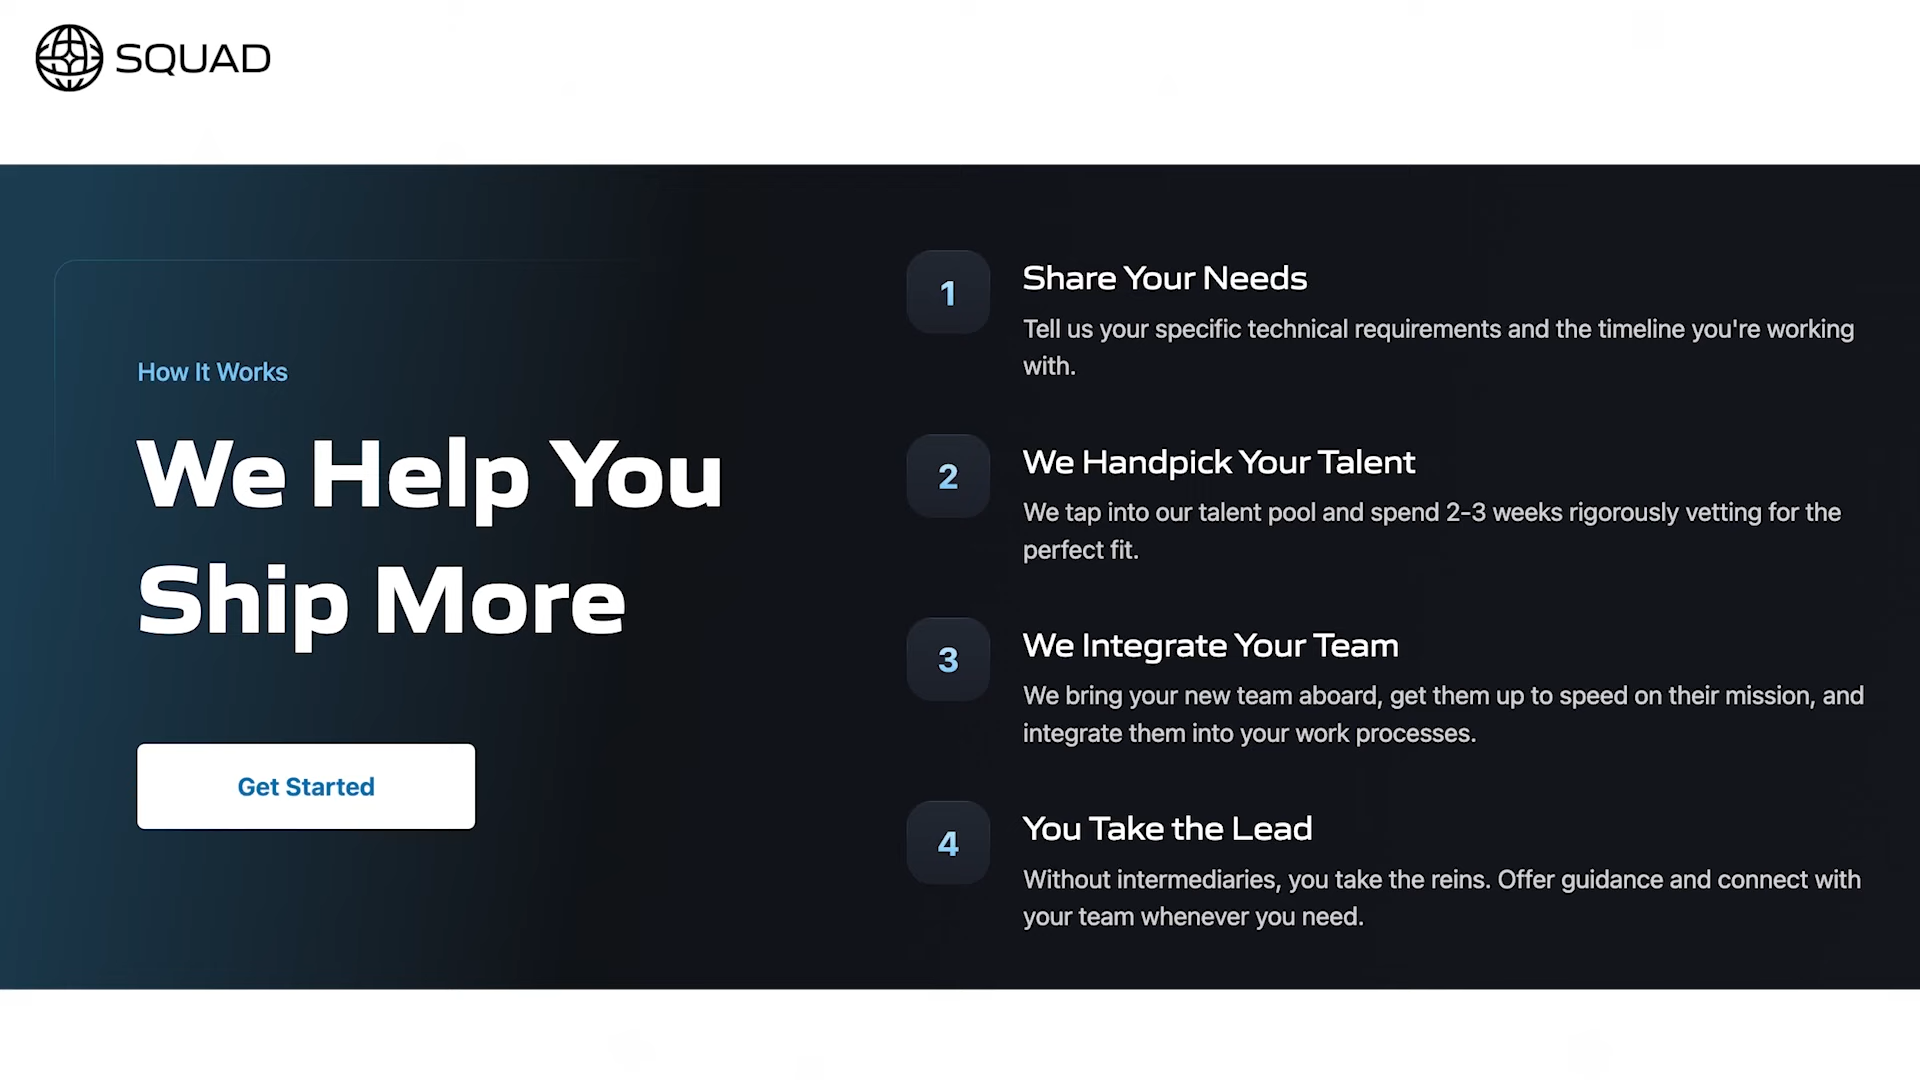 SQUAD
How It Works
We Help You
Ship More
Get Started
1
Share Your Needs
Tell us your specific technical requirements and the timeline you're working
with.
2
We Handpick Your Talent
We tap into our talent pool and spend 2-3 weeks rigorously vetting for the
perfect fit.
3
We Integrate Your Team
We bring your new team aboard, get them up to speed on their mission, and
integrate them into your work processes.
4
You Take the Lead
Without intermediaries, you take the reins. Offer guidance and connect with
your team whenever you need.